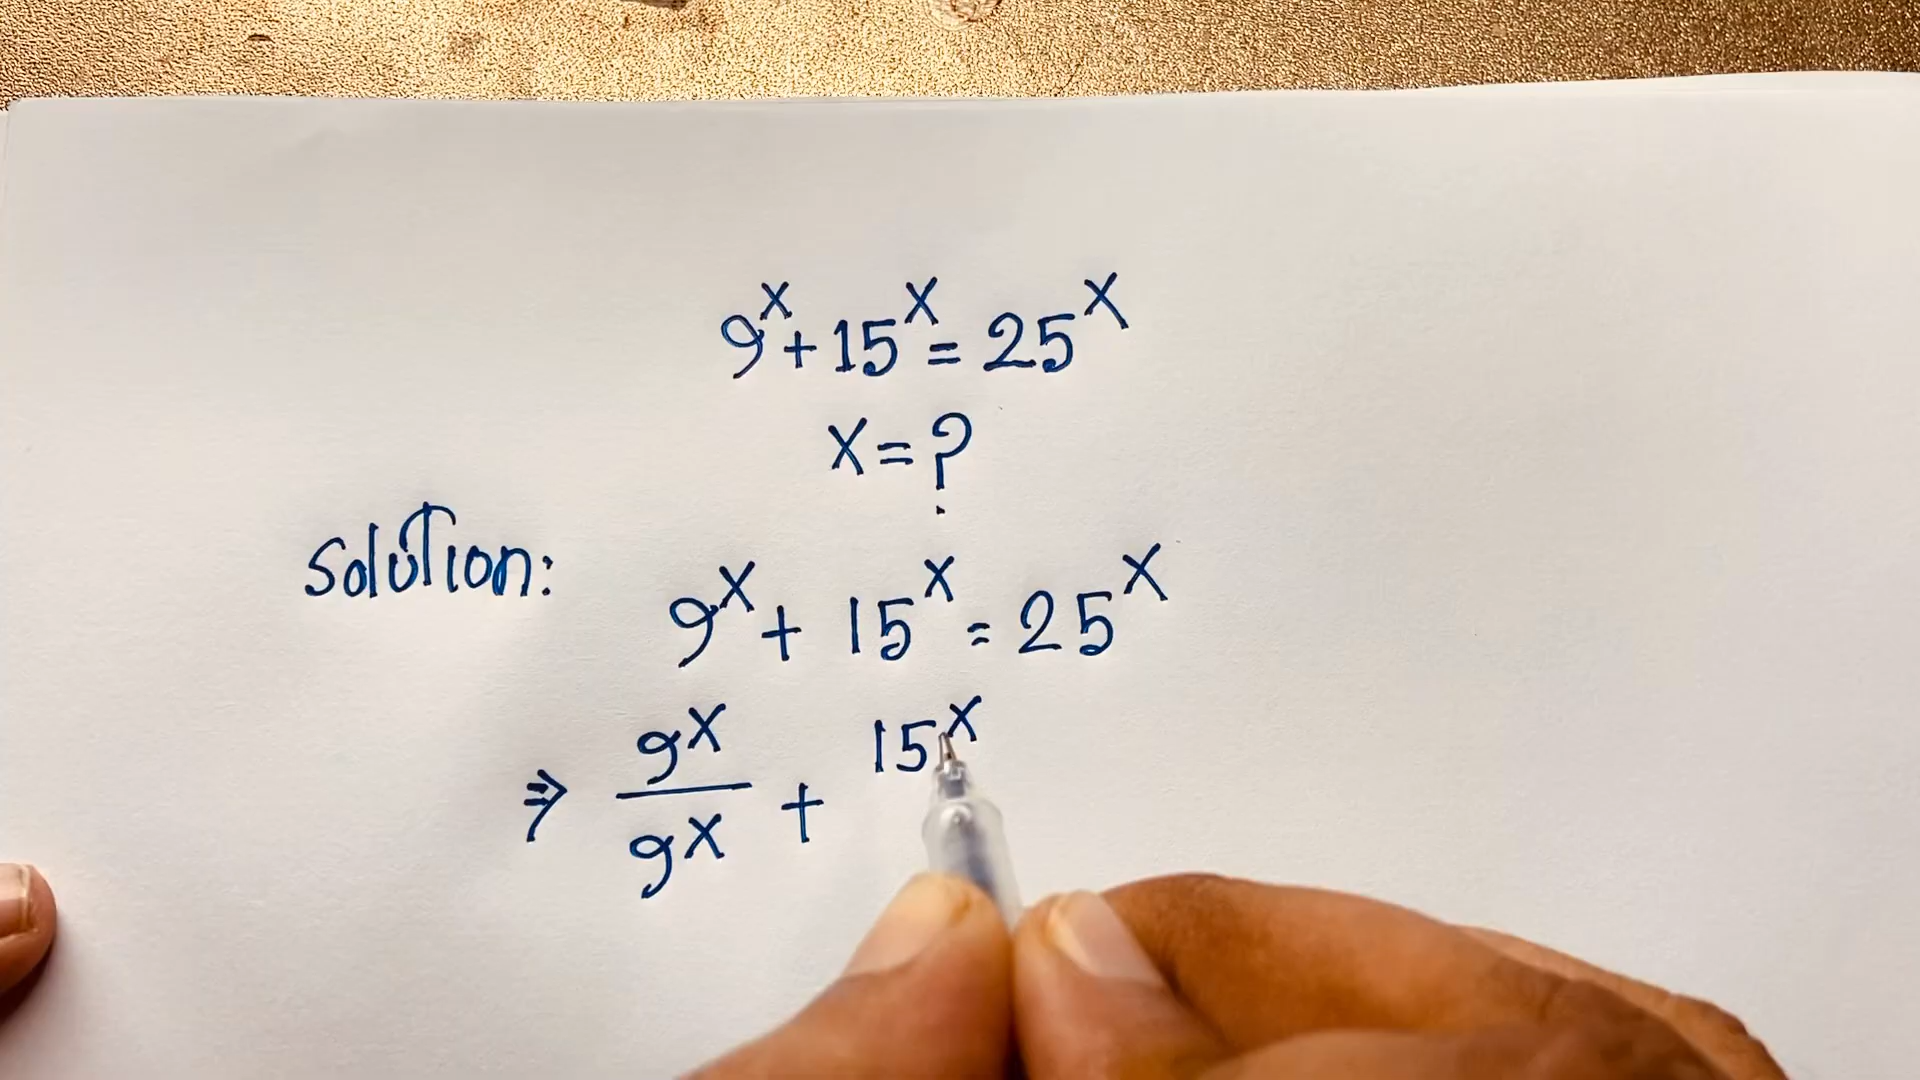 9^x + 15^x = 25^x
x = ?
Solution:
9^x + 15^x = 25^x
⇒ 9^x/9^x + 15^x